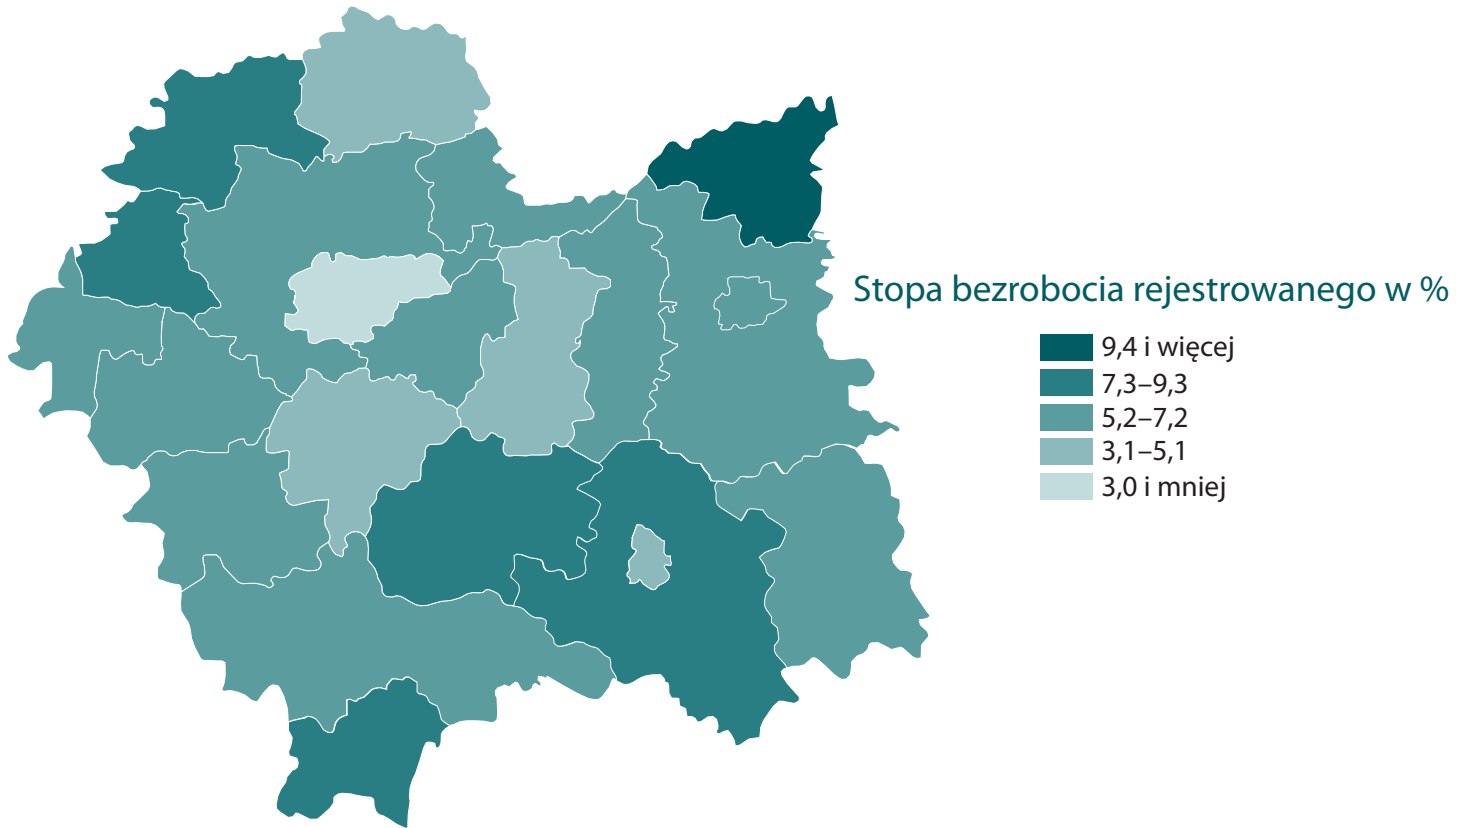 Stopa bezrobocia rejestrowanego w %
9,4 i więcej
7,3–9,3
5,2–7,2
3,1–5,1
3,0 i mniej